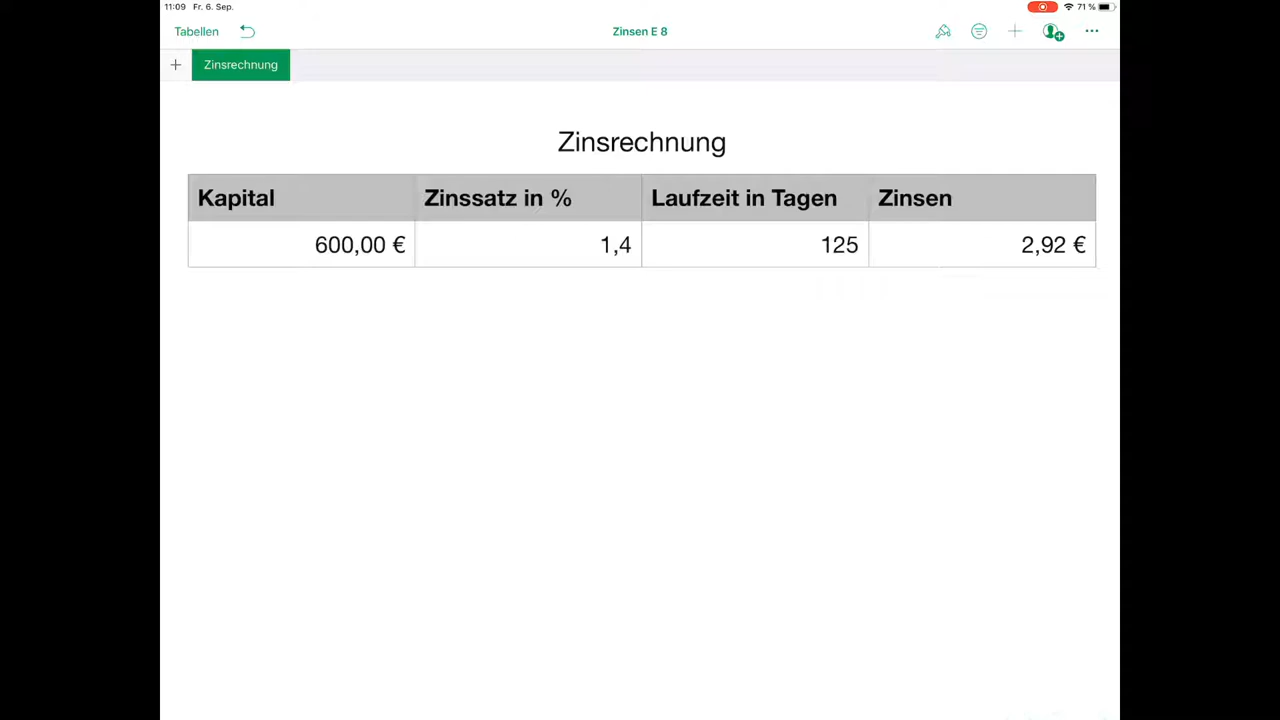 11:09 Fr. 6. Sep. 71 %
Tabellen Zinsen E 8
Zinsrechnung
Zinsrechnung
Kapital Zinssatz in % Laufzeit in Tagen Zinsen
600,00 € 1,4 125 2,92 €